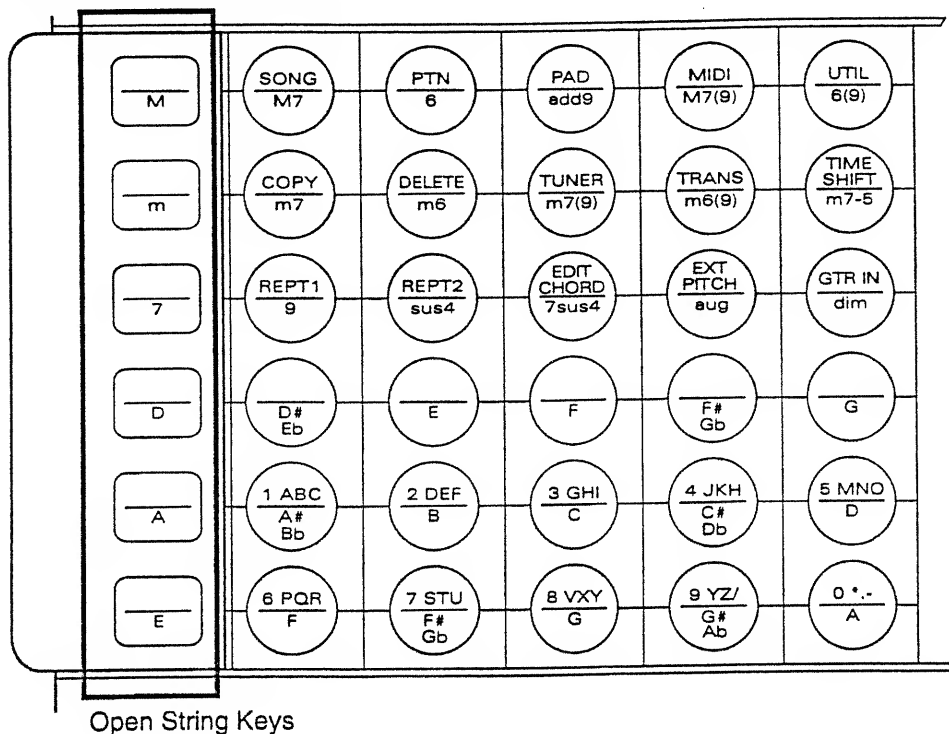 M
SONG
M7
PTN
6
PAD
add9
MIDI
M7(9)
UTIL
6(9)
m
COPY
m7
DELETE
m6
TUNER
m7(9)
TRANS
m6(9)
TIME
SHIFT
m7-5
7
REPT1
9
REPT2
sus4
EDIT
CHORD
7sus4
EXT
PITCH
aug
GTR IN
dim
D
D#
Eb
E
F
F#
Gb
G
A
1 ABC
A#
Bb
2 DEF
B
3 GHI
C
4 JKH
C#
Db
5 MNO
D
E
6 PQR
F
7 STU
F#
Gb
8 VXY
G
9 YZ/
G#
Ab
0 *.-
A
Open String Keys